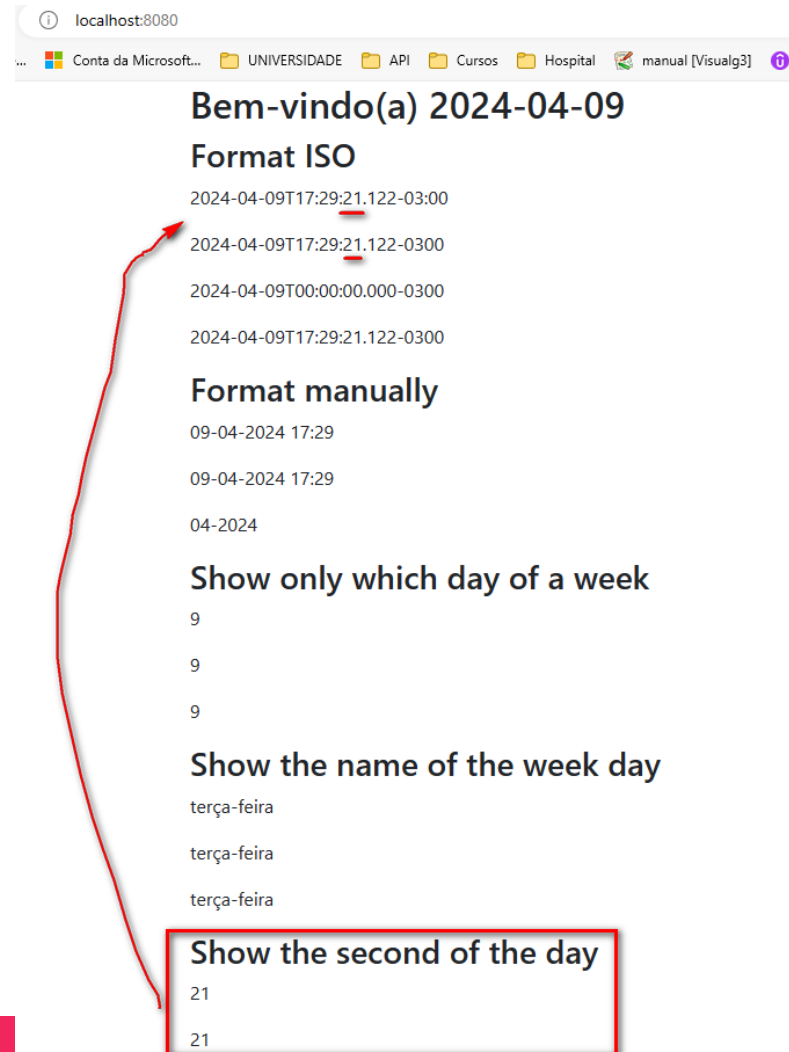 localhost:8080
... Conta da Microsoft... UNIVERSIDADE API Cursos Hospital manual [Visualg3]
Bem-vindo(a) 2024-04-09
Format ISO
2024-04-09T17:29:21.122-03:00
2024-04-09T17:29:21.122-0300
2024-04-09T00:00:00.000-0300
2024-04-09T17:29:21.122-0300
Format manually
09-04-2024 17:29
09-04-2024 17:29
04-2024
Show only which day of a week
9
9
9
Show the name of the week day
terça-feira
terça-feira
terça-feira
Show the second of the day
21
21